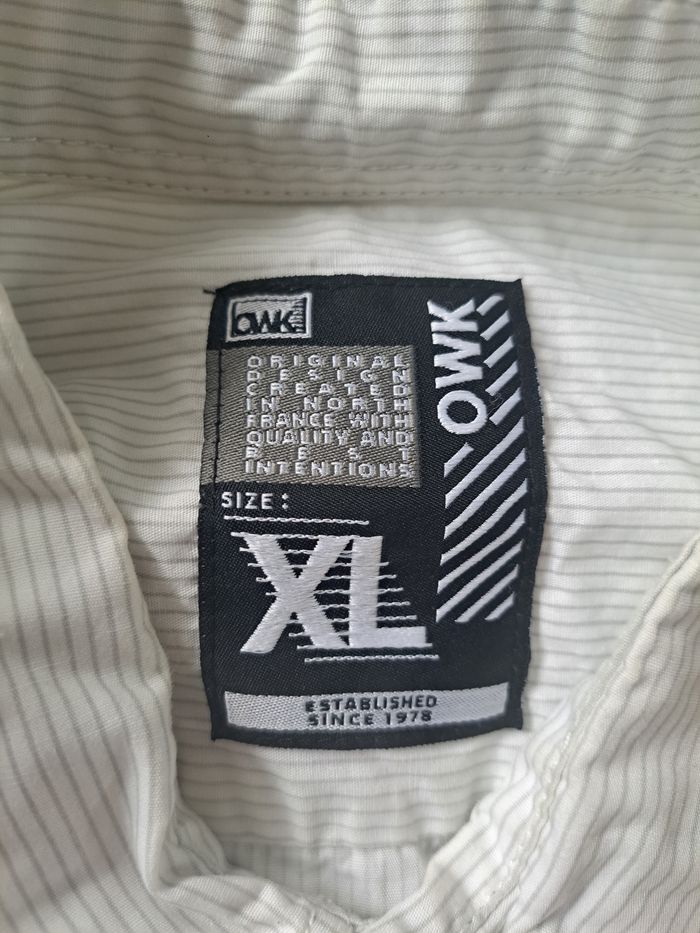 OWK
ORIGINAL
DESIGN
CREATED
IN NORTH
FRANCE WITH
QUALITY AND
BEST
INTENTIONS
OWK
SIZE:
XL
ESTABLISHED
SINCE 1978